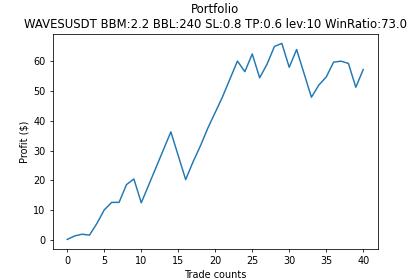 Portfolio
WAVESUSDT BBM:2.2 BBL:240 SL:0.8 TP:0.6 lev:10 WinRatio:73.0
Profit ($)
60
50
40
30
20
10
0
0 5 10 15 20 25 30 35 40
Trade counts